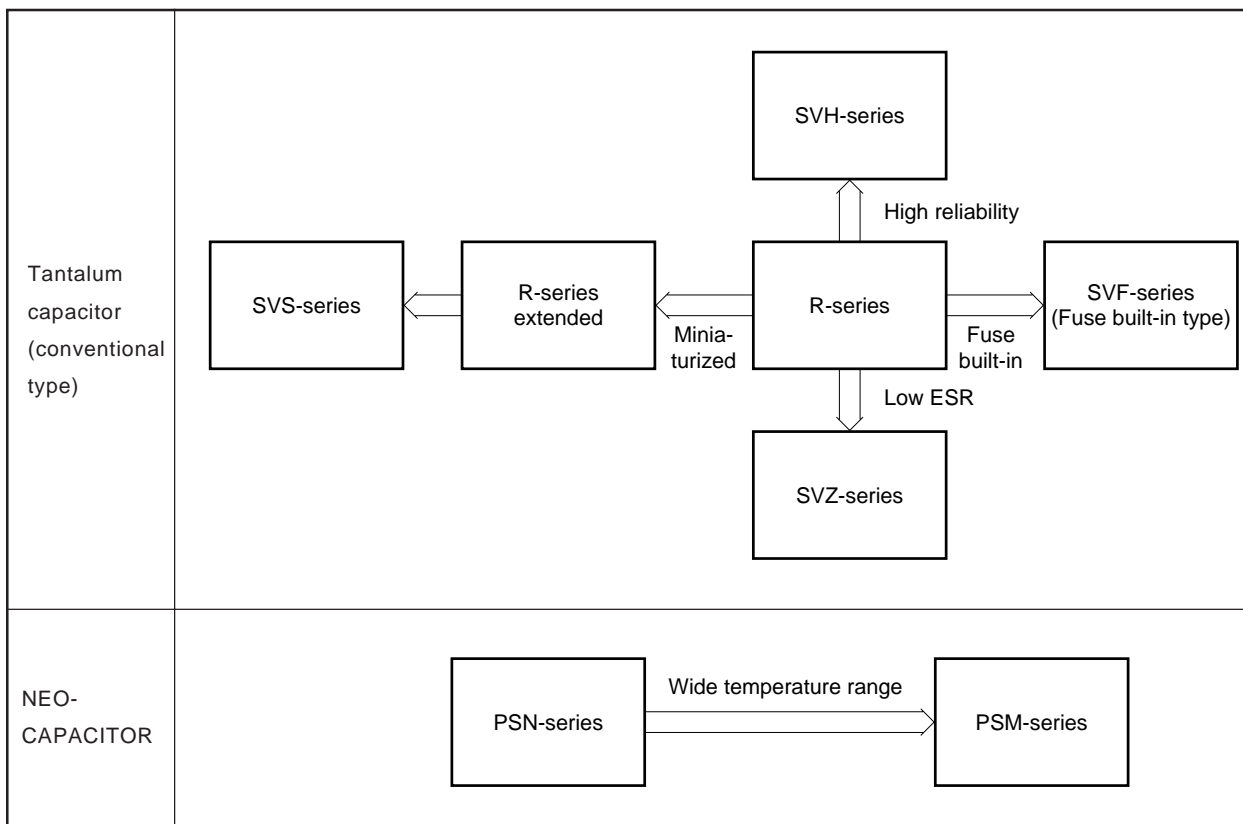 Tantalum
capacitor
(conventional
type)
SVH-series
High reliability
SVS-series
R-series
extended
Minia-
turized
R-series
Fuse
built-in
SVF-series
(Fuse built-in type)
Low ESR
SVZ-series
NEO-
CAPACITOR
PSN-series
Wide temperature range
PSM-series